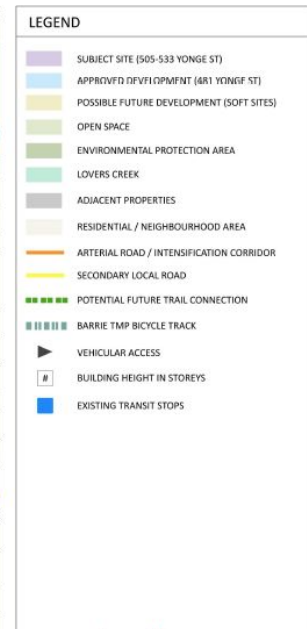 LEGEND
SUBJECT SITE (505-533 YONGE ST)
APPROVED DEVELOPMENT (481 YONGE ST)
POSSIBLE FUTURE DEVELOPMENT (SOFT SITES)
OPEN SPACE
ENVIRONMENTAL PROTECTION AREA
LOVERS CREEK
ADJACENT PROPERTIES
RESIDENTIAL / NEIGHBOURHOOD AREA
ARTERIAL ROAD / INTENSIFICATION CORRIDOR
SECONDARY LOCAL ROAD
POTENTIAL FUTURE TRAIL CONNECTION
BARRIE TMP BICYCLE TRACK
VEHICULAR ACCESS
# BUILDING HEIGHT IN STOREYS
EXISTING TRANSIT STOPS